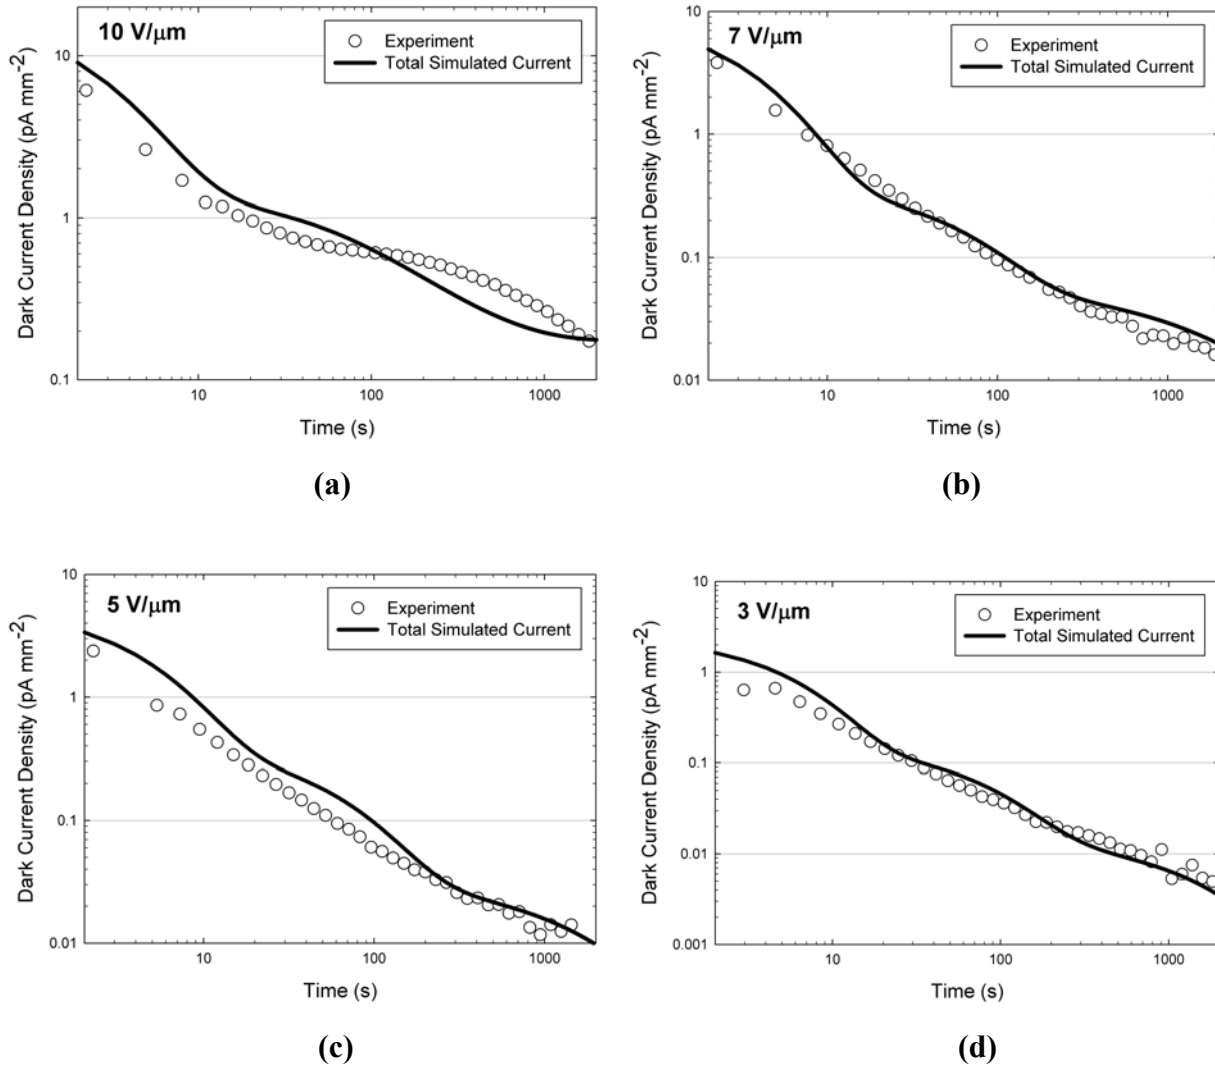 10 V/μm
Experiment
Total Simulated Current
Dark Current Density (pA mm⁻²)
10
1
0.1
10
100
1000
Time (s)
(a)
7 V/μm
Experiment
Total Simulated Current
Dark Current Density (pA mm⁻²)
10
1
0.1
0.01
10
100
1000
Time (s)
(b)
5 V/μm
Experiment
Total Simulated Current
Dark Current Density (pA mm⁻²)
10
1
0.1
0.01
10
100
1000
Time (s)
(c)
3 V/μm
Experiment
Total Simulated Current
Dark Current Density (pA mm⁻²)
10
1
0.1
0.01
0.001
10
100
1000
Time (s)
(d)